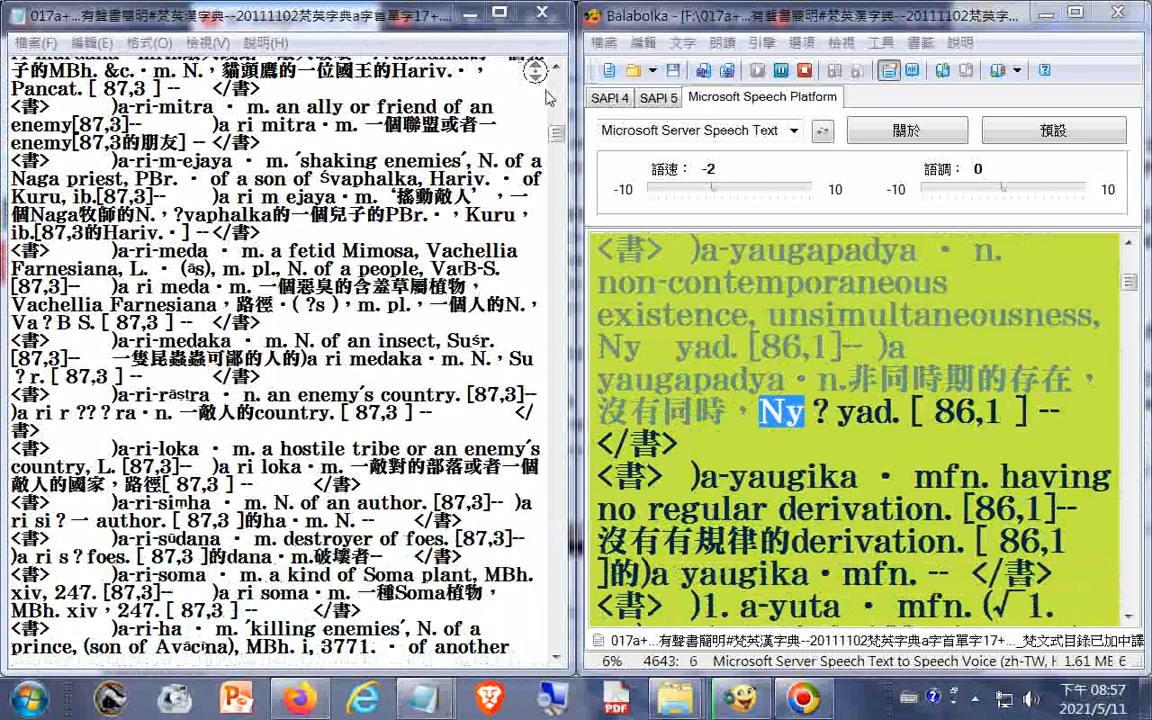 017a+...有聲書簡明#梵英漢字典--20111102梵英字典a字首單字17+...
檔案(F) 編輯(E) 格式(O) 檢視(V) 說明(H)
子的MBh. &c.‧m. N.，貓頭鷹的一位國王的Hariv.‧，
Pancat. [ 87,3 ] -- </書>
<書> )a-ri-mitra ‧ m. an ally or friend of an
enemy[87,3]-- )a ri mitra‧m. 一個聯盟或者一
enemy[87,3的朋友] -- </書>
<書> )a-ri-m-ejaya ‧ m. 'shaking enemies', N. of a
Naga priest, PBr. ‧ of a son of Śvaphalka, Hariv. ‧ of
Kuru, ib.[87,3]-- )a ri m ejaya‧m. ‘搖動敵人’，一
個Naga牧師的N.，?vaphalka的一個兒子的PBr.‧，Kuru，
ib.[87,3的Hariv.‧] -- </書>
<書> )a-ri-meda ‧ m. a fetid Mimosa, Vachellia
Farnesiana, L. ‧ (ās), m. pl., N. of a people, VarBṛS.
[87,3]-- )a ri meda‧m. 一個惡臭的含羞草屬植物，
Vachellia Farnesiana，路徑‧( ?s )，m. pl.，一個人的N.，
Va ? B S. [ 87,3 ] -- </書>
<書> )a-ri-medaka ‧ m. N. of an insect, Suśr.
[87,3]-- 一隻昆蟲蟲可鄙的人的)a ri medaka‧m. N.，Su
? r. [ 87,3 ] -- </書>
<書> )a-ri-rāṣṭra ‧ n. an enemy's country. [87,3]--
)a ri r ??? ra‧n. 一敵人的country. [ 87,3 ] -- </
書>
<書> )a-ri-loka ‧ m. a hostile tribe or an enemy's
country, L. [87,3]-- )a ri loka‧m. 一敵對的部落或者一個
敵人的國家，路徑[ 87,3 ] -- </書>
<書> )a-ri-siṃha ‧ m. N. of an author. [87,3]-- )a
ri si ? 一 author. [ 87,3 ]的ha‧m. N. -- </書>
<書> )a-ri-sūdana ‧ m. destroyer of foes. [87,3]--
)a ri s ? foes. [ 87,3 ]的dana‧m.破壞者-- </書>
<書> )a-ri-soma ‧ m. a kind of Soma plant, MBh.
xiv, 247. [87,3]-- )a ri soma‧m. 一種Soma植物，
MBh. xiv，247. [ 87,3 ] -- </書>
<書> )a-ri-ha ‧ m. 'killing enemies', N. of a
prince, (son of Avācīna), MBh. i, 3771. ‧ of another
Balabolka - [F:\017a+...有聲書簡明#梵英漢字典--20111102梵英字...
檔案 編輯 文字 朗讀 引擎 選項 檢視 工具 書籤 說明
SAPI 4 SAPI 5 Microsoft Speech Platform
Microsoft Server Speech Text 關於 預設
語速： -2 語調： 0
-10 10 -10 10
<書> )a-yaugapadya ‧ n.
non-contemporaneous
existence, unsimultaneousness,
Ny yad. [86,1]-- )a
yaugapadya‧n.非同時期的存在，
沒有同時，Ny ? yad. [ 86,1 ] --
</書>
<書> )a-yaugika ‧ mfn. having
no regular derivation. [86,1]--
沒有有規律的derivation. [ 86,1
]的)a yaugika‧mfn. -- </書>
<書> )1. a-yuta ‧ mfn. (√ 1.
017a+...有聲書簡明#梵英漢字典--20111102梵英字典a字首單字17+..._梵文式目錄已加中譯
6% 4643: 6 Microsoft Server Speech Text to Speech Voice (zh-TW, H 1.61 MB 6
下午 08:57
2021/5/11